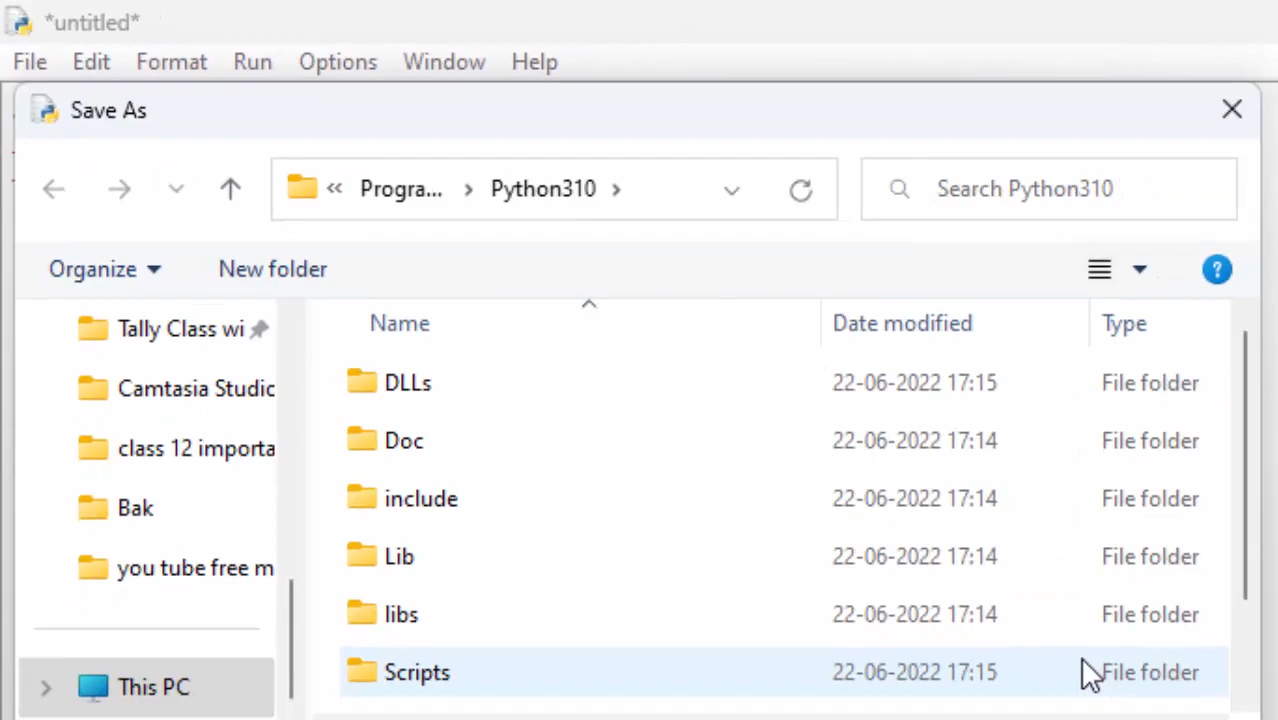 *untitled*
File Edit Format Run Options Window Help
Save As
« Progra... › Python310 ›
Search Python310
Organize New folder
?
Name Date modified Type
Tally Class wi
Camtasia Studic
class 12 importa
Bak
you tube free m
This PC
DLLs 22-06-2022 17:15 File folder
Doc 22-06-2022 17:14 File folder
include 22-06-2022 17:14 File folder
Lib 22-06-2022 17:14 File folder
libs 22-06-2022 17:14 File folder
Scripts 22-06-2022 17:15 File folder